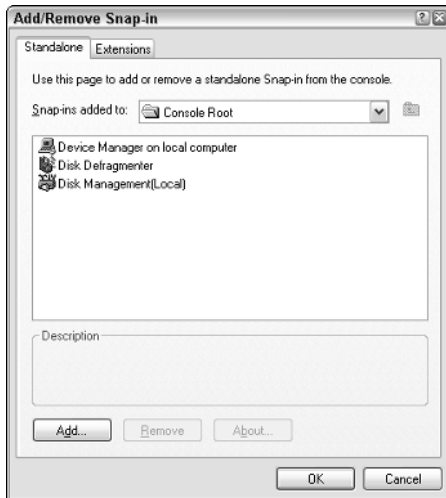 Add/Remove Snap-in
Standalone Extensions
Use this page to add or remove a standalone Snap-in from the console.
Snap-ins added to: Console Root
Device Manager on local computer
Disk Defragmenter
Disk Management(Local)
Description
Add... Remove About...
OK Cancel